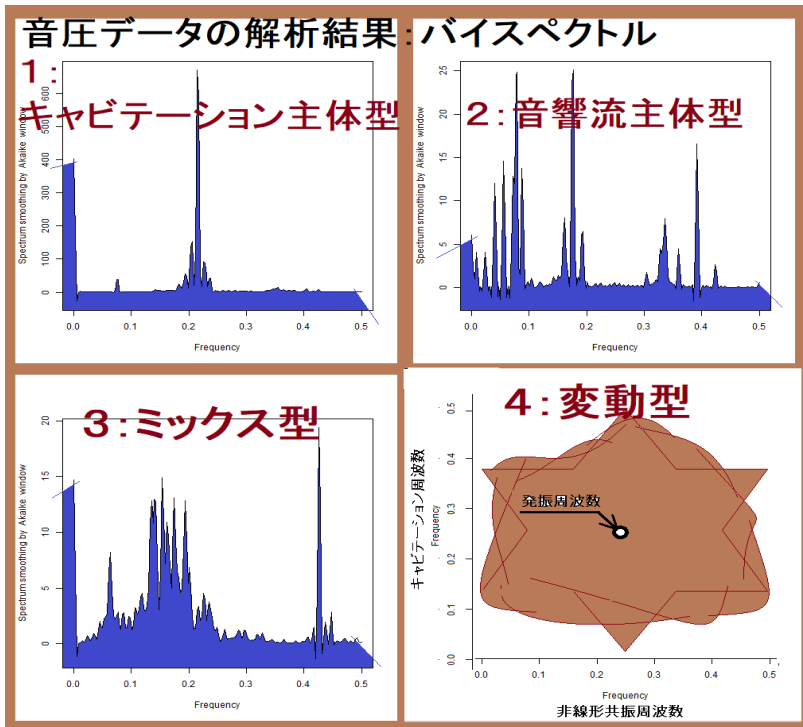 音圧データの解析結果:バイスペクトル
1:
キャビテーション主体型
Spectrum smoothing by Akaike window
600
500
400
300
200
100
0
0.0 0.1 0.2 0.3 0.4 0.5
Frequency
2:音響流主体型
Spectrum smoothing by Akaike window
25
20
15
10
5
0
0.0 0.1 0.2 0.3 0.4 0.5
Frequency
3:ミックス型
Spectrum smoothing by Akaike window
20
15
10
5
0
0.0 0.1 0.2 0.3 0.4 0.5
Frequency
4:変動型
発振周波数
キャビテーション周波数
Frequency
0.5
0.4
0.3
0.2
0.1
0.0
0.0 0.1 0.2 0.3 0.4 0.5
Frequency
非線形共振周波数